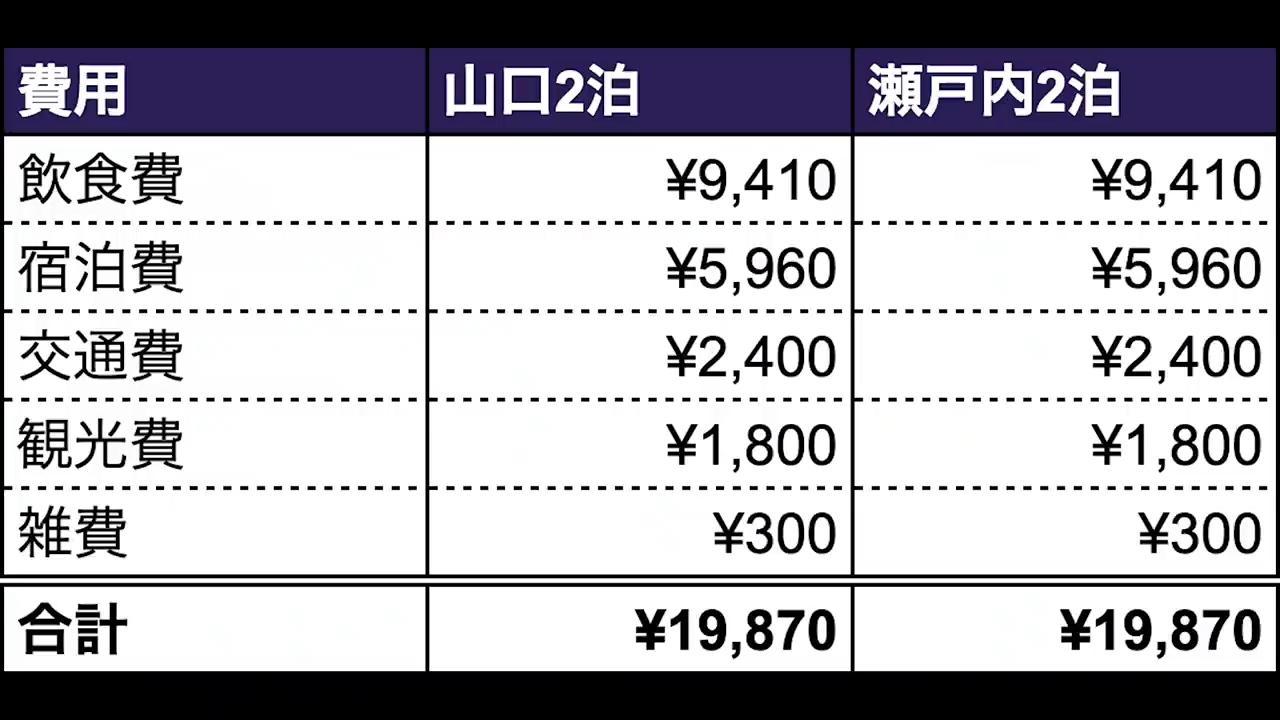 費用 山口2泊 瀬戸内2泊
飲食費 ¥9,410 ¥9,410
宿泊費 ¥5,960 ¥5,960
交通費 ¥2,400 ¥2,400
観光費 ¥1,800 ¥1,800
雑費 ¥300 ¥300
合計 ¥19,870 ¥19,870